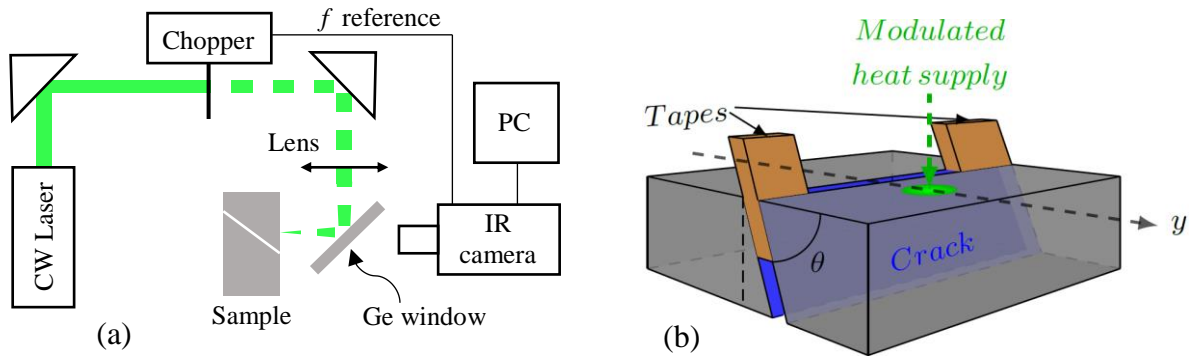 Chopper
f reference
PC
Lens
CW Laser
IR
camera
Sample
Ge window
(a)
Modulated
heat supply
Tapes
y
θ
Crack
(b)